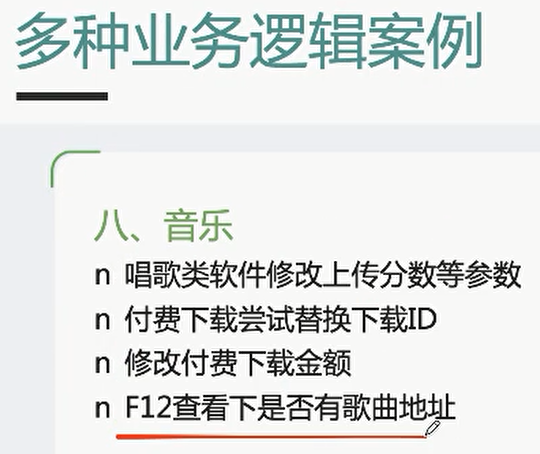 多种业务逻辑案例
八、音乐
n 唱歌类软件修改上传分数等参数
n 付费下载尝试替换下载ID
n 修改付费下载金额
n F12查看下是否有歌曲地址